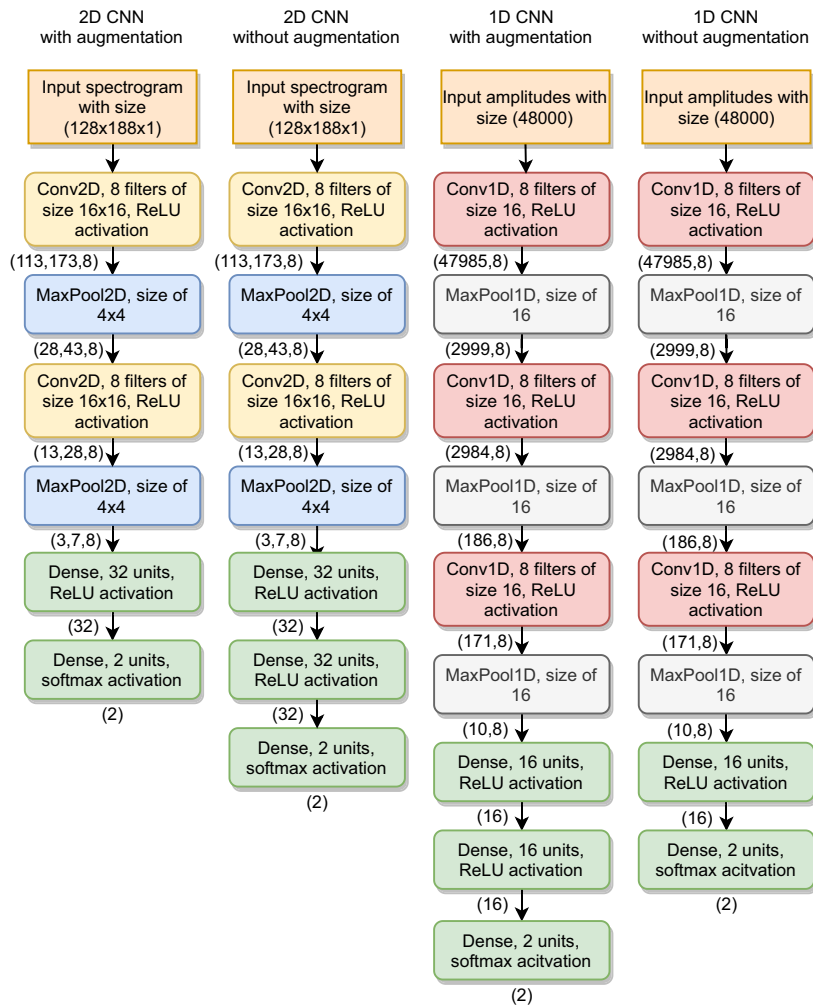 2D CNN
with augmentation
Input spectrogram
with size
(128x188x1)
Conv2D, 8 filters of
size 16x16, ReLU
activation
(113,173,8)
MaxPool2D, size of
4x4
(28,43,8)
Conv2D, 8 filters of
size 16x16, ReLU
activation
(13,28,8)
MaxPool2D, size of
4x4
(3,7,8)
Dense, 32 units,
ReLU activation
(32)
Dense, 2 units,
softmax activation
(2)
2D CNN
without augmentation
Input spectrogram
with size
(128x188x1)
Conv2D, 8 filters of
size 16x16, ReLU
activation
(113,173,8)
MaxPool2D, size of
4x4
(28,43,8)
Conv2D, 8 filters of
size 16x16, ReLU
activation
(13,28,8)
MaxPool2D, size of
4x4
(3,7,8)
Dense, 32 units,
ReLU activation
(32)
Dense, 32 units,
ReLU activation
(32)
Dense, 2 units,
softmax activation
(2)
1D CNN
with augmentation
Input amplitudes with
size (48000)
Conv1D, 8 filters of
size 16, ReLU
activation
(47985,8)
MaxPool1D, size of
16
(2999,8)
Conv1D, 8 filters of
size 16, ReLU
activation
(2984,8)
MaxPool1D, size of
16
(186,8)
Conv1D, 8 filters of
size 16, ReLU
activation
(171,8)
MaxPool1D, size of
16
(10,8)
Dense, 16 units,
ReLU activation
(16)
Dense, 16 units,
ReLU activation
(16)
Dense, 2 units,
softmax activation
(2)
1D CNN
without augmentation
Input amplitudes with
size (48000)
Conv1D, 8 filters of
size 16, ReLU
activation
(47985,8)
MaxPool1D, size of
16
(2999,8)
Conv1D, 8 filters of
size 16, ReLU
activation
(2984,8)
MaxPool1D, size of
16
(186,8)
Conv1D, 8 filters of
size 16, ReLU
activation
(171,8)
MaxPool1D, size of
16
(10,8)
Dense, 16 units,
ReLU activation
(16)
Dense, 2 units,
softmax acitvation
(2)